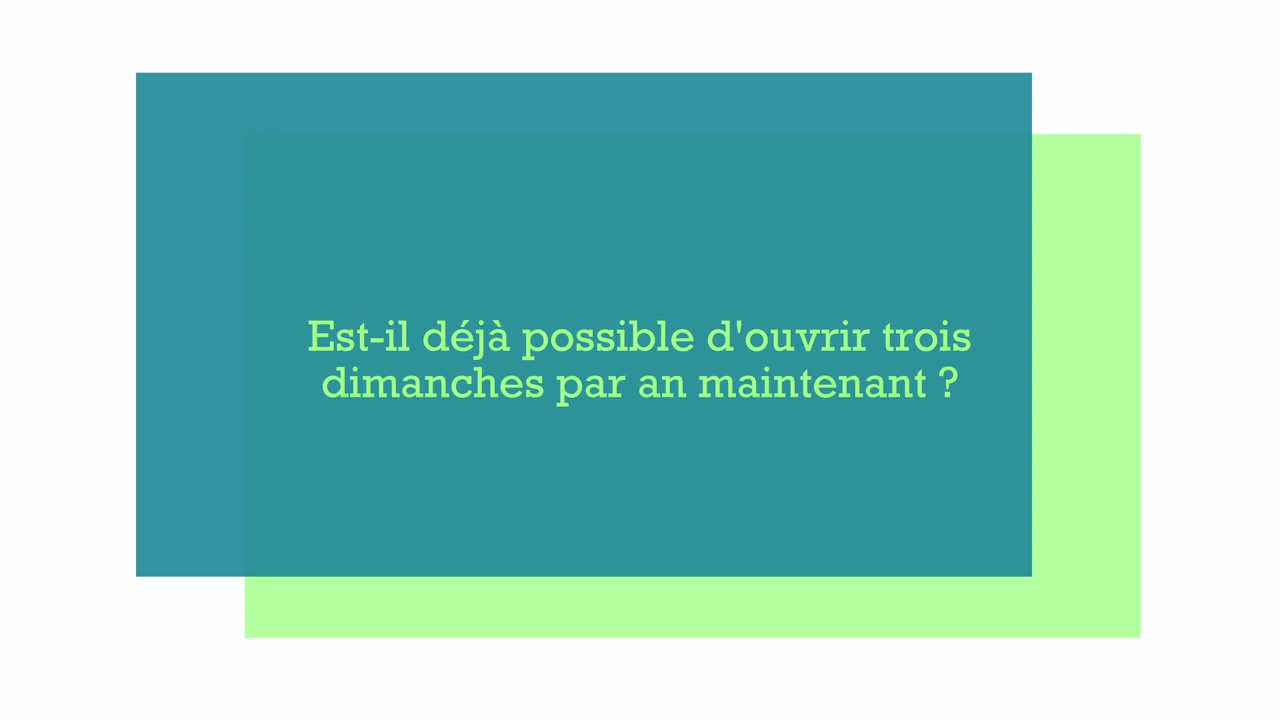 Est-il déjà possible d'ouvrir trois
dimanches par an maintenant ?